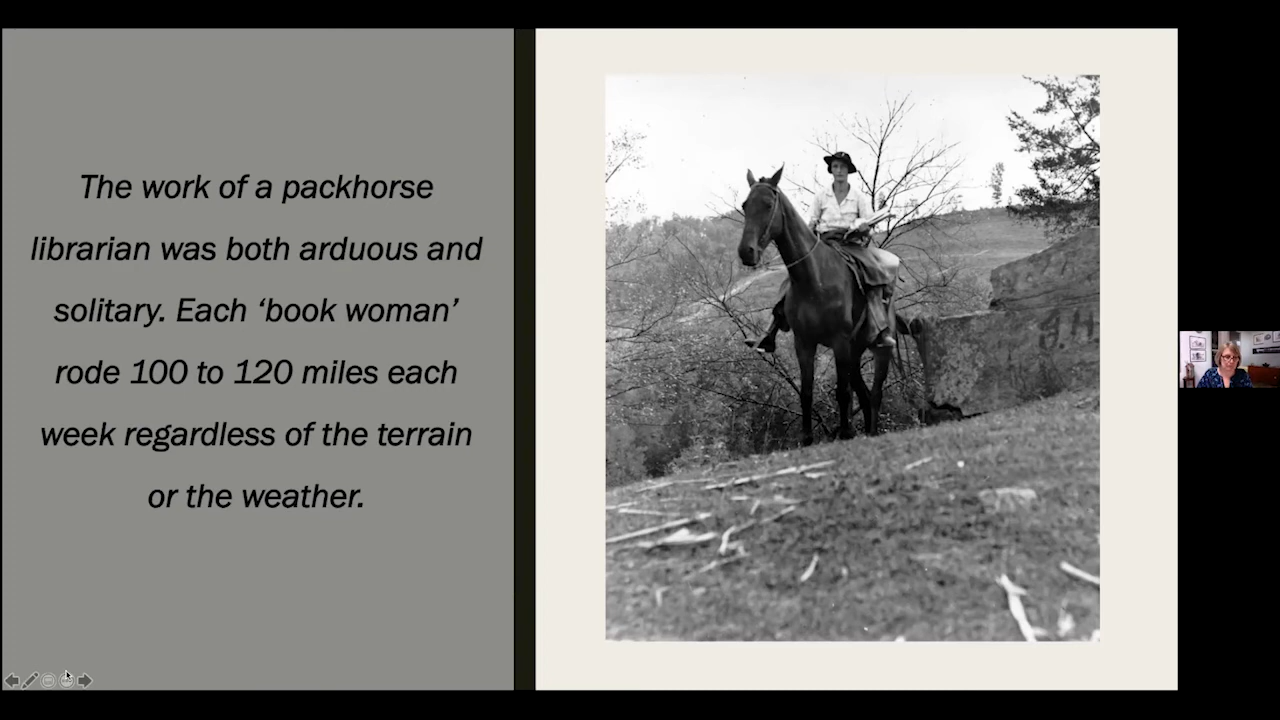 The work of a packhorse
librarian was both arduous and
solitary. Each ‘book woman’
rode 100 to 120 miles each
week regardless of the terrain
or the weather.
J.H.